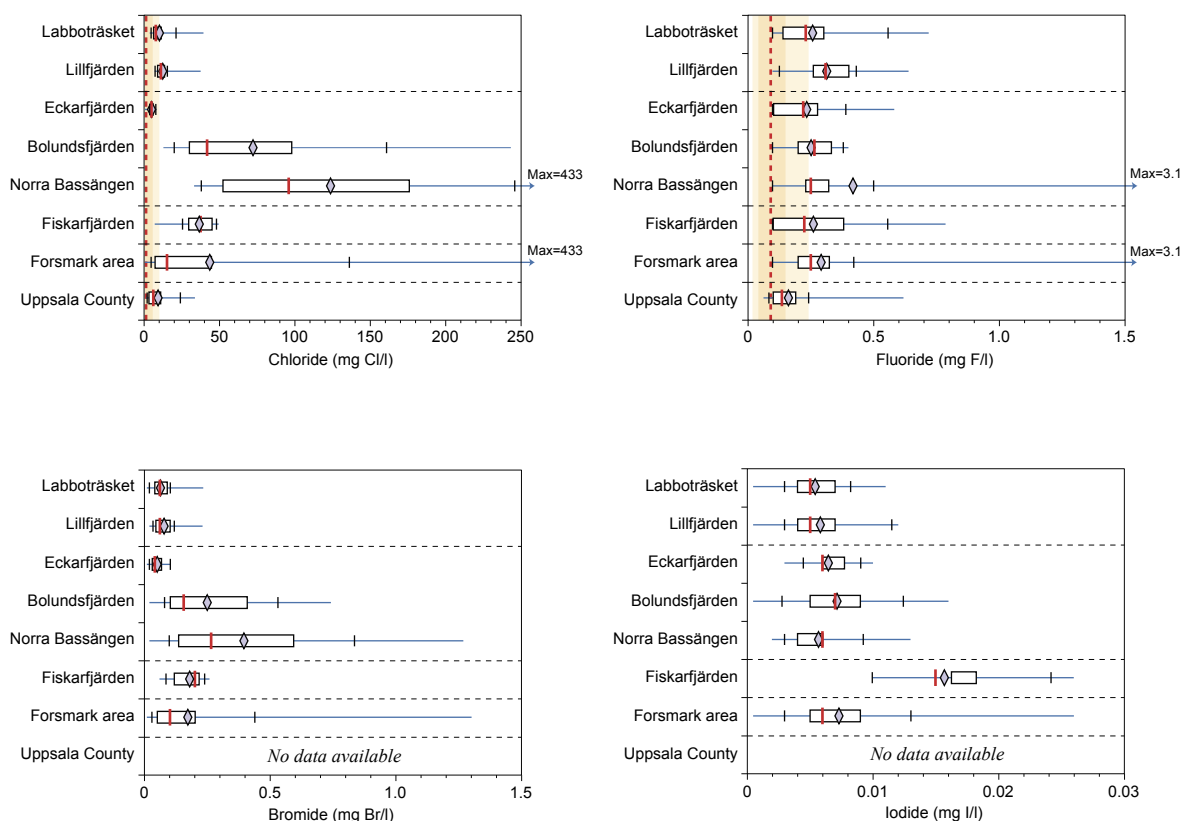 Labboträsket
Lillfjärden
Eckarfjärden
Bolundsfjärden
Norra Bassängen
Fiskarfjärden
Forsmark area
Uppsala County
Max=433
Max=433
0
50
100
150
200
250
Chloride (mg Cl/l)
Labboträsket
Lillfjärden
Eckarfjärden
Bolundsfjärden
Norra Bassängen
Fiskarfjärden
Forsmark area
Uppsala County
Max=3.1
Max=3.1
0
0.5
1.0
1.5
Fluoride (mg F/l)
Labboträsket
Lillfjärden
Eckarfjärden
Bolundsfjärden
Norra Bassängen
Fiskarfjärden
Forsmark area
Uppsala County
No data available
0
0.5
1.0
1.5
Bromide (mg Br/l)
Labboträsket
Lillfjärden
Eckarfjärden
Bolundsfjärden
Norra Bassängen
Fiskarfjärden
Forsmark area
Uppsala County
No data available
0
0.01
0.02
0.03
Iodide (mg I/l)